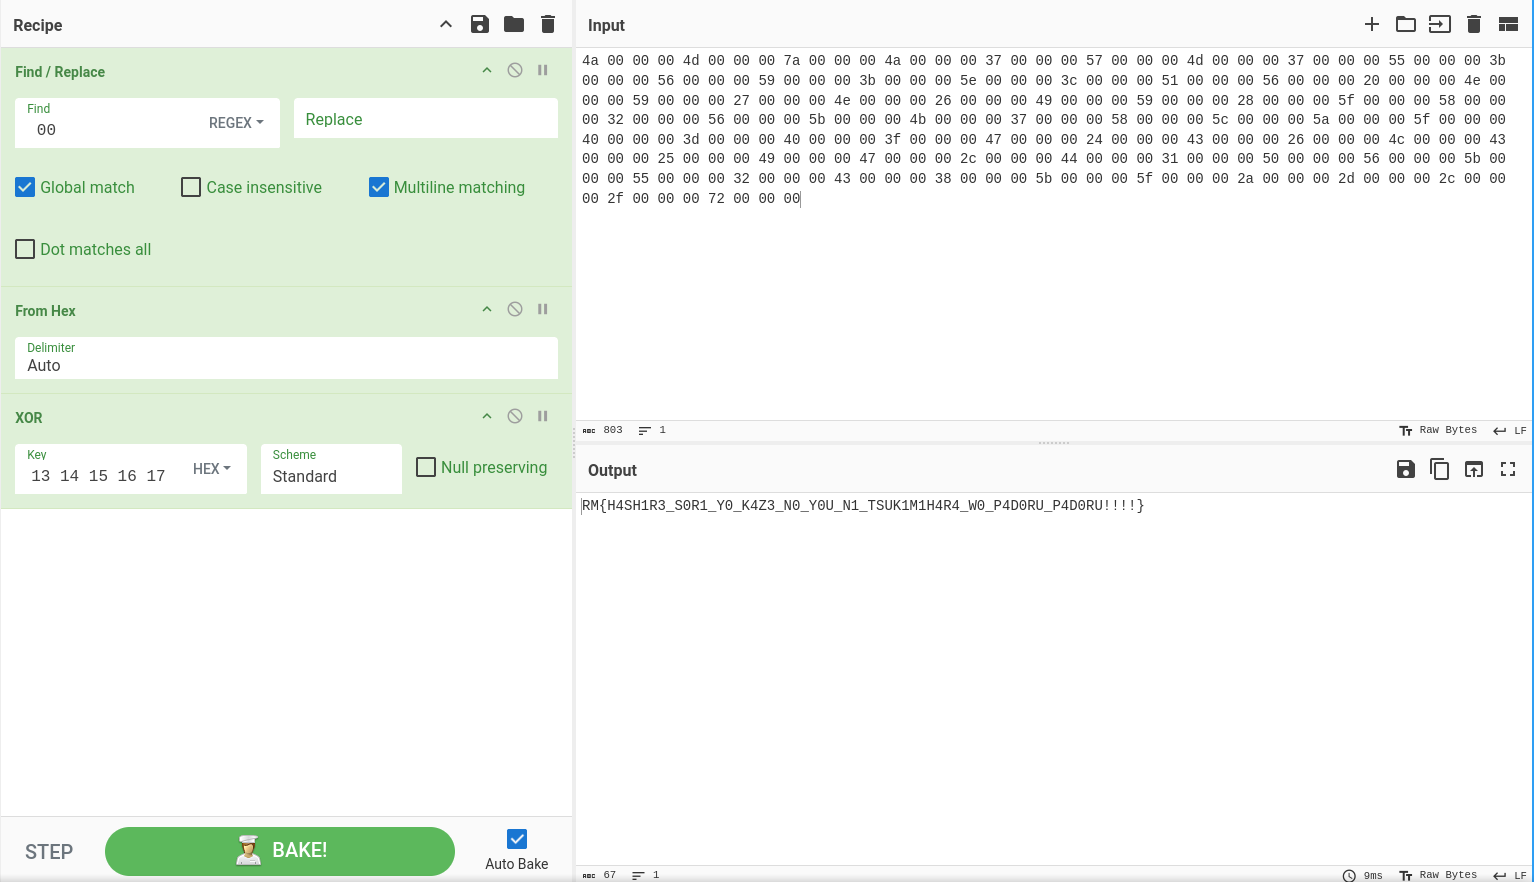 Recipe
Find / Replace
Find
00
REGEX
Replace
Global match
Case insensitive
Multiline matching
Dot matches all
From Hex
Delimiter
Auto
XOR
Key
13 14 15 16 17
HEX
Scheme
Standard
Null preserving
STEP
BAKE!
Auto Bake
Input
4a 00 00 00 4d 00 00 00 7a 00 00 00 4a 00 00 00 37 00 00 00 57 00 00 00 4d 00 00 00 37 00 00 00 55 00 00 00 3b
00 00 00 56 00 00 00 59 00 00 00 3b 00 00 00 5e 00 00 00 3c 00 00 00 51 00 00 00 56 00 00 00 20 00 00 00 4e 00
00 00 59 00 00 00 27 00 00 00 4e 00 00 00 26 00 00 00 49 00 00 00 59 00 00 00 28 00 00 00 5f 00 00 00 58 00 00
00 32 00 00 00 56 00 00 00 5b 00 00 00 4b 00 00 00 37 00 00 00 58 00 00 00 5c 00 00 00 5a 00 00 00 5f 00 00 00
40 00 00 00 3d 00 00 00 40 00 00 00 3f 00 00 00 47 00 00 00 24 00 00 00 43 00 00 00 26 00 00 00 4c 00 00 00 43
00 00 00 25 00 00 00 49 00 00 00 47 00 00 00 2c 00 00 00 44 00 00 00 31 00 00 00 50 00 00 00 56 00 00 00 5b 00
00 00 55 00 00 00 32 00 00 00 43 00 00 00 38 00 00 00 5b 00 00 00 5f 00 00 00 2a 00 00 00 2d 00 00 00 2c 00 00
00 2f 00 00 00 72 00 00 00
ABC 803 1
Raw Bytes LF
Output
RM{H4SH1R3_S0R1_Y0_K4Z3_N0_Y0U_N1_TSUK1M1H4R4_W0_P4D0RU_P4D0RU!!!!}
ABC 67 1
9ms Raw Bytes LF